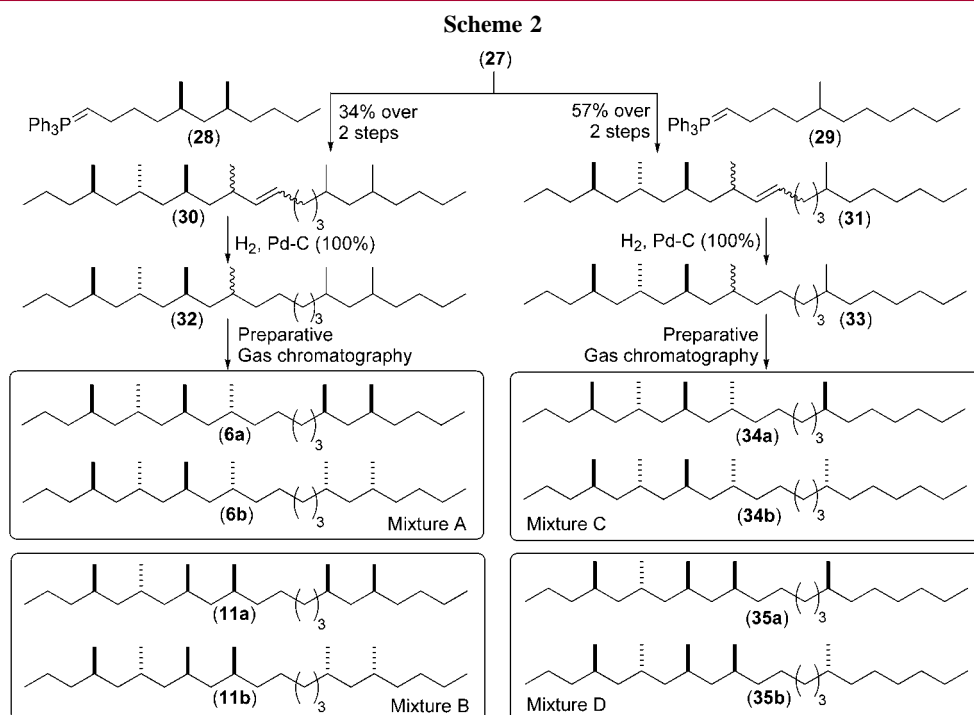 Scheme 2
(27)
Ph3P
(28)
34% over
2 steps
57% over
2 steps
Ph3P
(29)
(30)
3
(31)
3
H2, Pd-C (100%)
H2, Pd-C (100%)
(32)
3
(33)
3
Preparative
Gas chromatography
Preparative
Gas chromatography
(6a)
3
(6b)
3
Mixture A
(34a)
3
(34b)
3
Mixture C
(11a)
3
(11b)
3
Mixture B
(35a)
3
(35b)
3
Mixture D